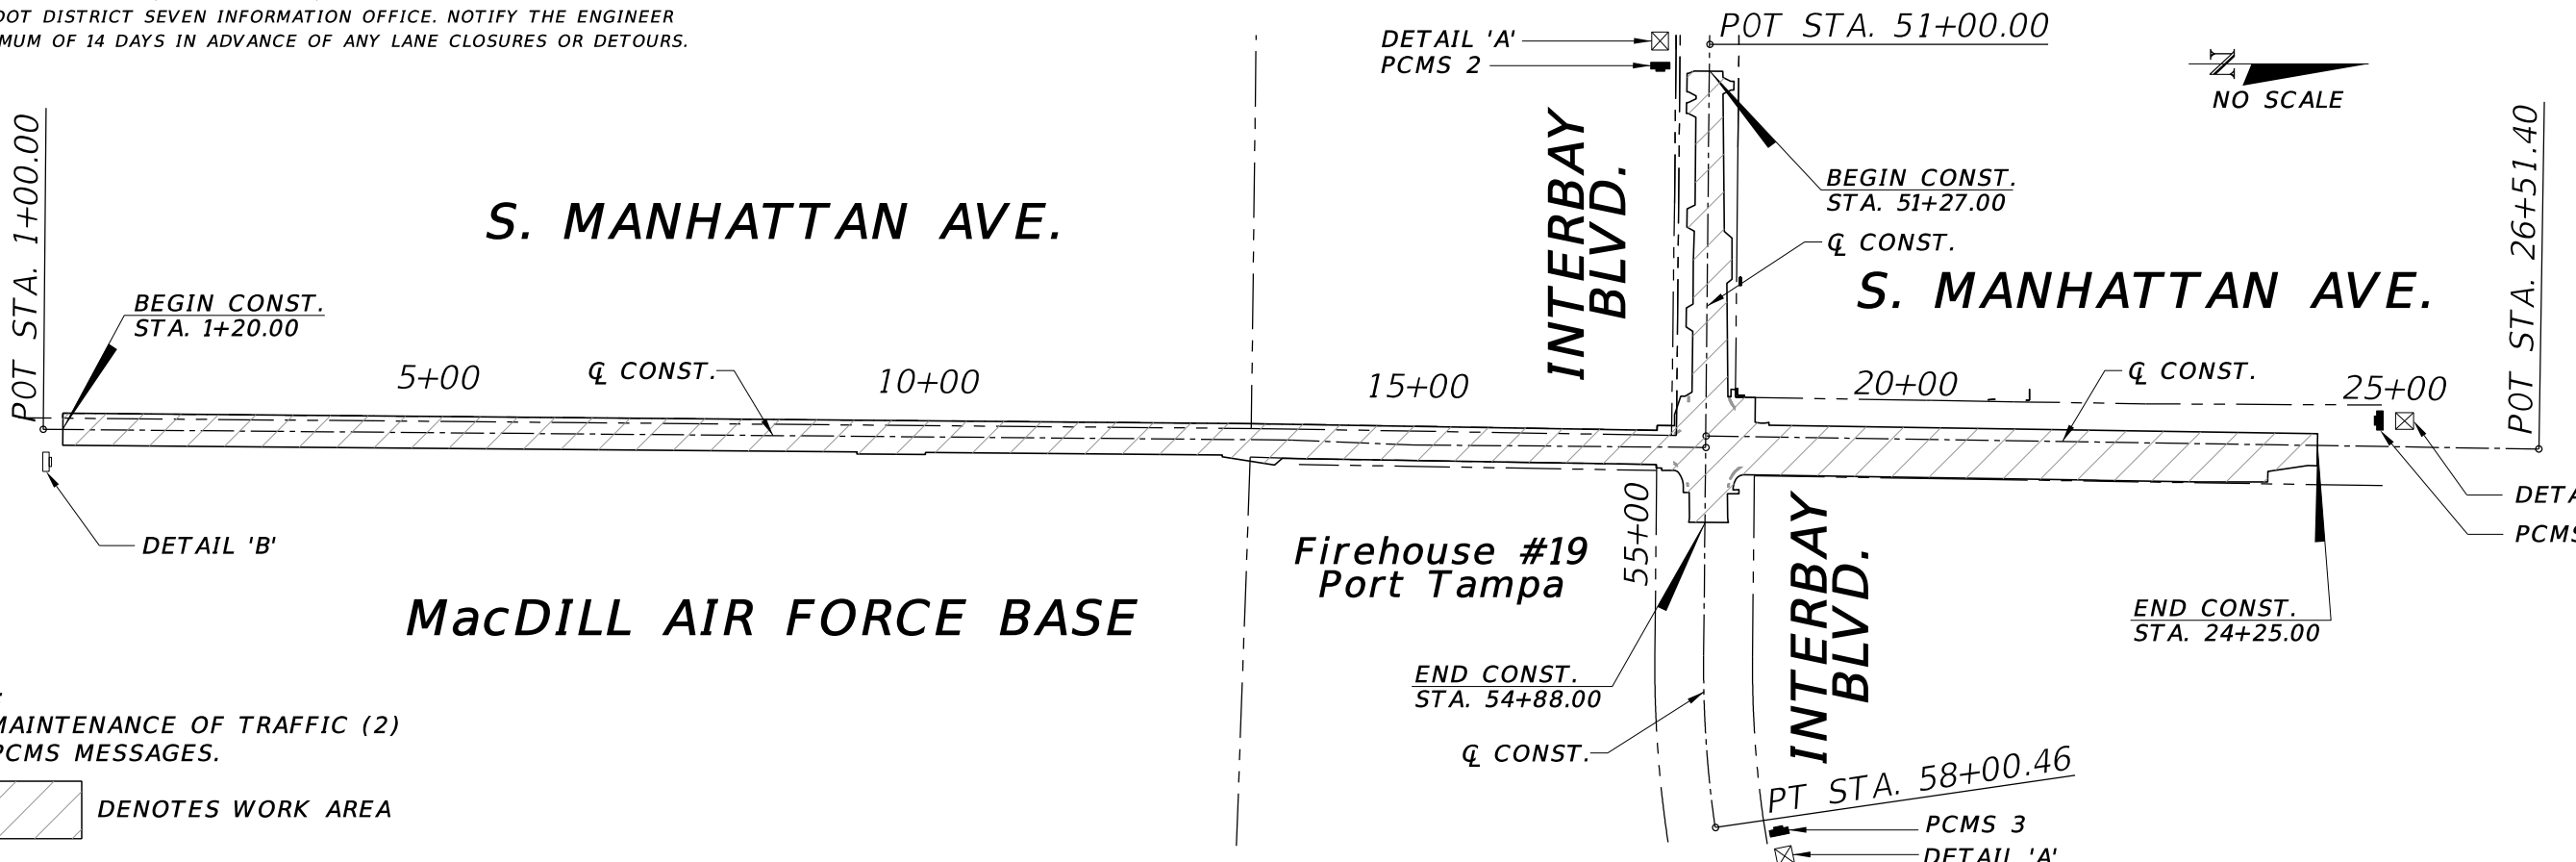 DOT DISTRICT SEVEN INFORMATION OFFICE. NOTIFY THE ENGINEER
MUM OF 14 DAYS IN ADVANCE OF ANY LANE CLOSURES OR DETOURS.
DETAIL 'A'
PCMS 2
POT STA. 51+00.00
N
NO SCALE
POT STA. 1+00.00
S. MANHATTAN AVE.
INTERBAY
BLVD.
BEGIN CONST.
STA. 51+27.00
℄ CONST.
S. MANHATTAN AVE.
POT STA. 26+51.40
BEGIN CONST.
STA. 1+20.00
5+00
℄ CONST.
10+00
15+00
20+00
℄ CONST.
25+00
DETAIL 'B'
MacDILL AIR FORCE BASE
Firehouse #19
Port Tampa
55+00
INTERBAY
BLVD.
DETA
PCMS
END CONST.
STA. 24+25.00
END CONST.
STA. 54+88.00
℄ CONST.
MAINTENANCE OF TRAFFIC (2)
PCMS MESSAGES.
DENOTES WORK AREA
PT STA. 58+00.46
PCMS 3
DETAIL 'A'